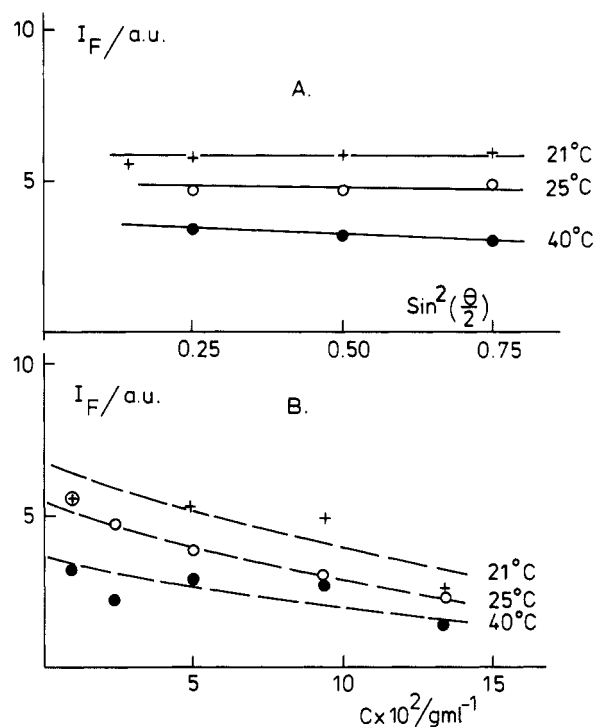 10
I_F/a.u.
A.
21°C
5
25°C
40°C
Sin²(θ/2)
0.25 0.50 0.75
10
I_F/a.u.
B.
5
21°C
25°C
40°C
5 10 15
C×10²/gml⁻¹